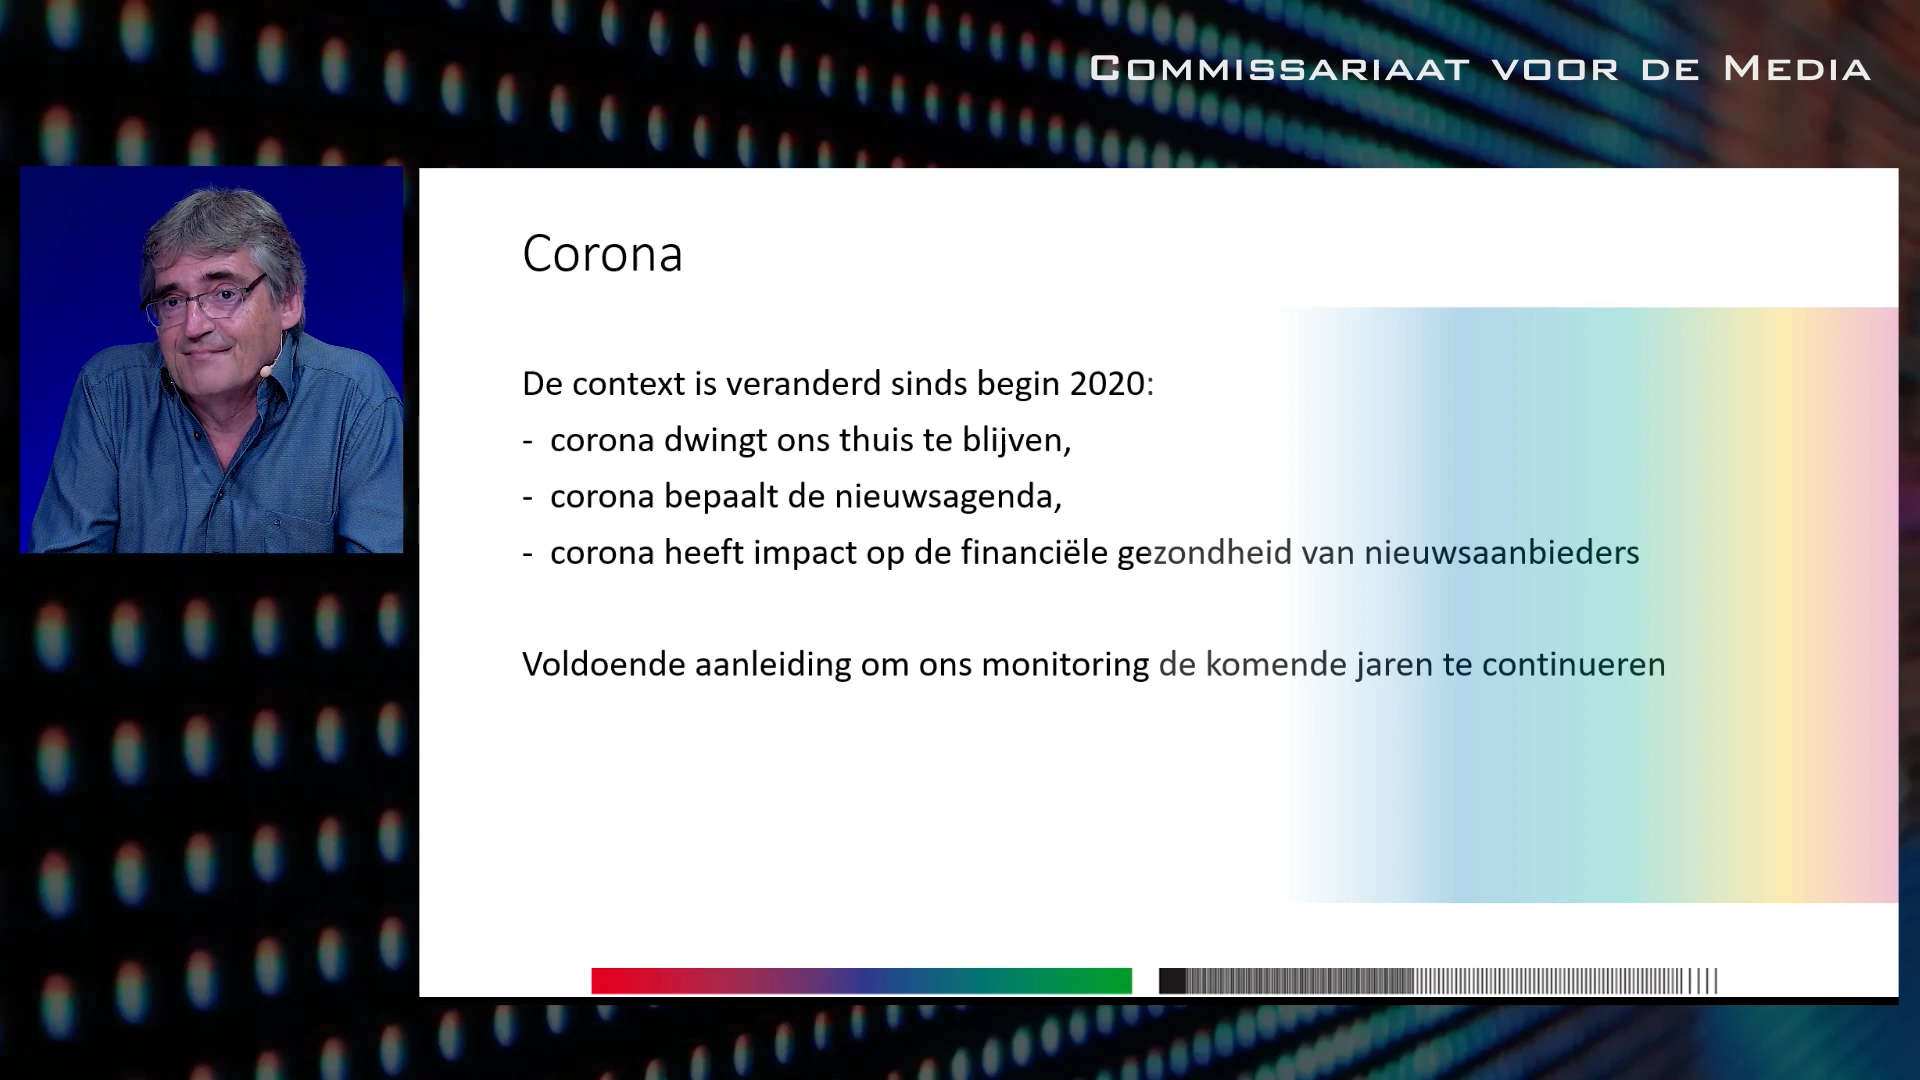 Commissariaat voor de Media
Corona
De context is veranderd sinds begin 2020:
- corona dwingt ons thuis te blijven,
- corona bepaalt de nieuwsagenda,
- corona heeft impact op de financiële gezondheid van nieuwsaanbieders
Voldoende aanleiding om ons monitoring de komende jaren te continueren